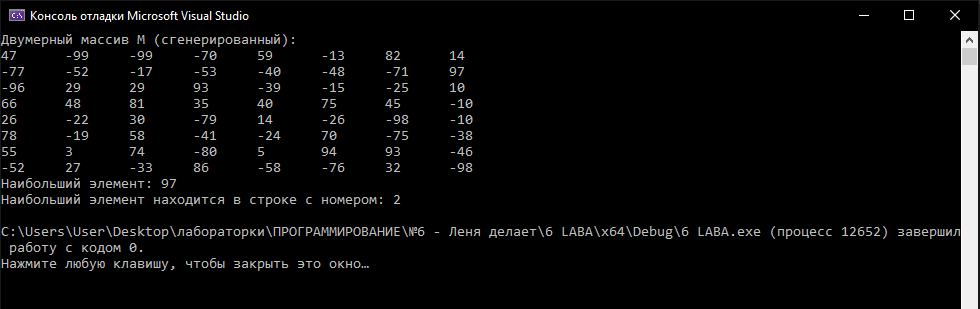 Консоль отладки Microsoft Visual Studio
Двумерный массив M (сгенерированный):
47 -99 -99 -70 59 -13 82 14
-77 -52 -17 -53 -40 -48 -71 97
-96 29 29 93 -39 -15 -25 10
66 48 81 35 40 75 45 -10
26 -22 30 -79 14 -26 -98 -10
78 -19 58 -41 -24 70 -75 -38
55 3 74 -80 5 94 93 -46
-52 27 -33 86 -58 -76 32 -98
Наибольший элемент: 97
Наибольший элемент находится в строке с номером: 2
C:\Users\User\Desktop\лабораторки\ПРОГРАММИРОВАНИЕ\№6 - Леня делает\6 LABA\x64\Debug\6 LABA.exe (процесс 12652) завершил
работу с кодом 0.
Нажмите любую клавишу, чтобы закрыть это окно…